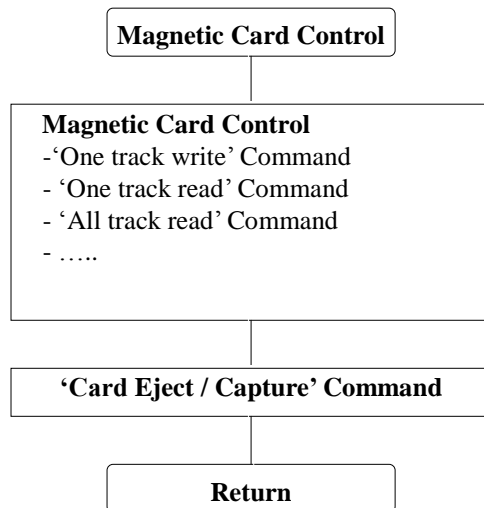 Magnetic Card Control
Magnetic Card Control
-‘One track write’ Command
- ‘One track read’ Command
- ‘All track read’ Command
- …..
‘Card Eject / Capture’ Command
Return